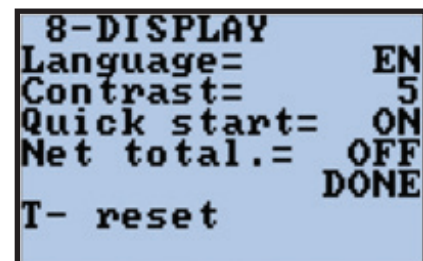 8-DISPLAY
Language= EN
Contrast= 5
Quick start= ON
Net total.= OFF
DONE
T- reset